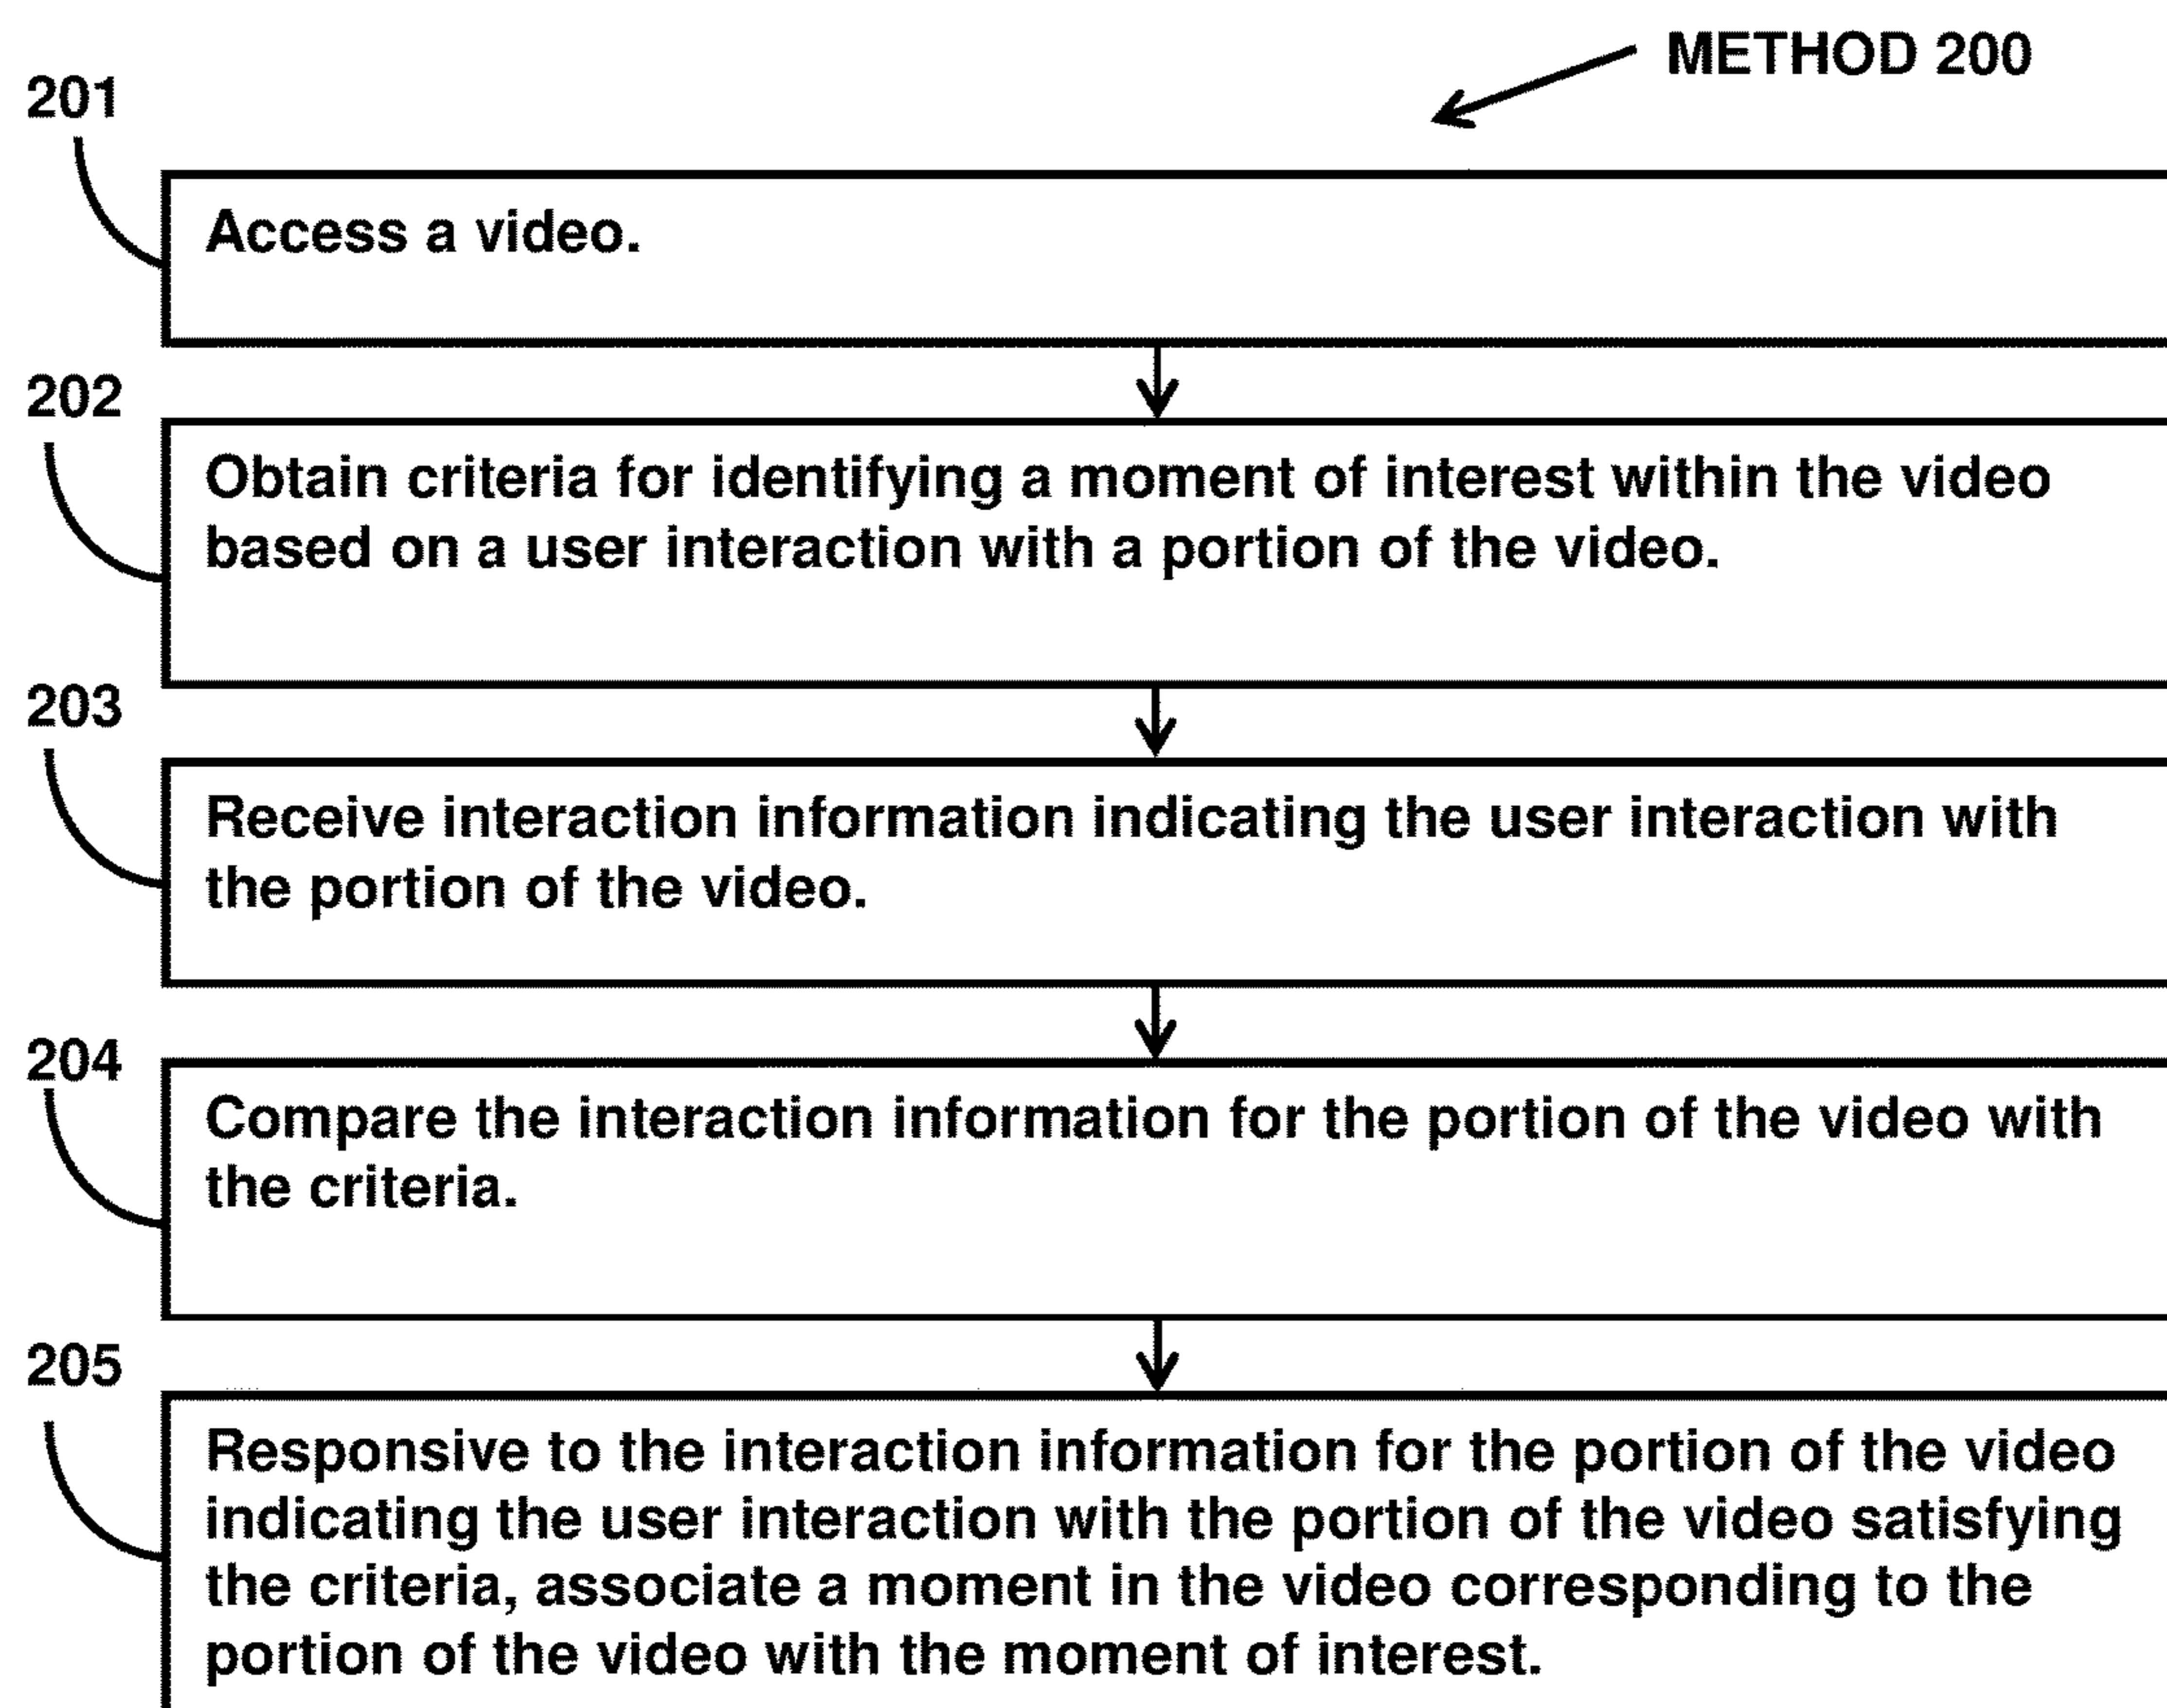 METHOD 200
201
Access a video.
202
Obtain criteria for identifying a moment of interest within the video
based on a user interaction with a portion of the video.
203
Receive interaction information indicating the user interaction with
the portion of the video.
204
Compare the interaction information for the portion of the video with
the criteria.
205
Responsive to the interaction information for the portion of the video
indicating the user interaction with the portion of the video satisfying
the criteria, associate a moment in the video corresponding to the
portion of the video with the moment of interest.